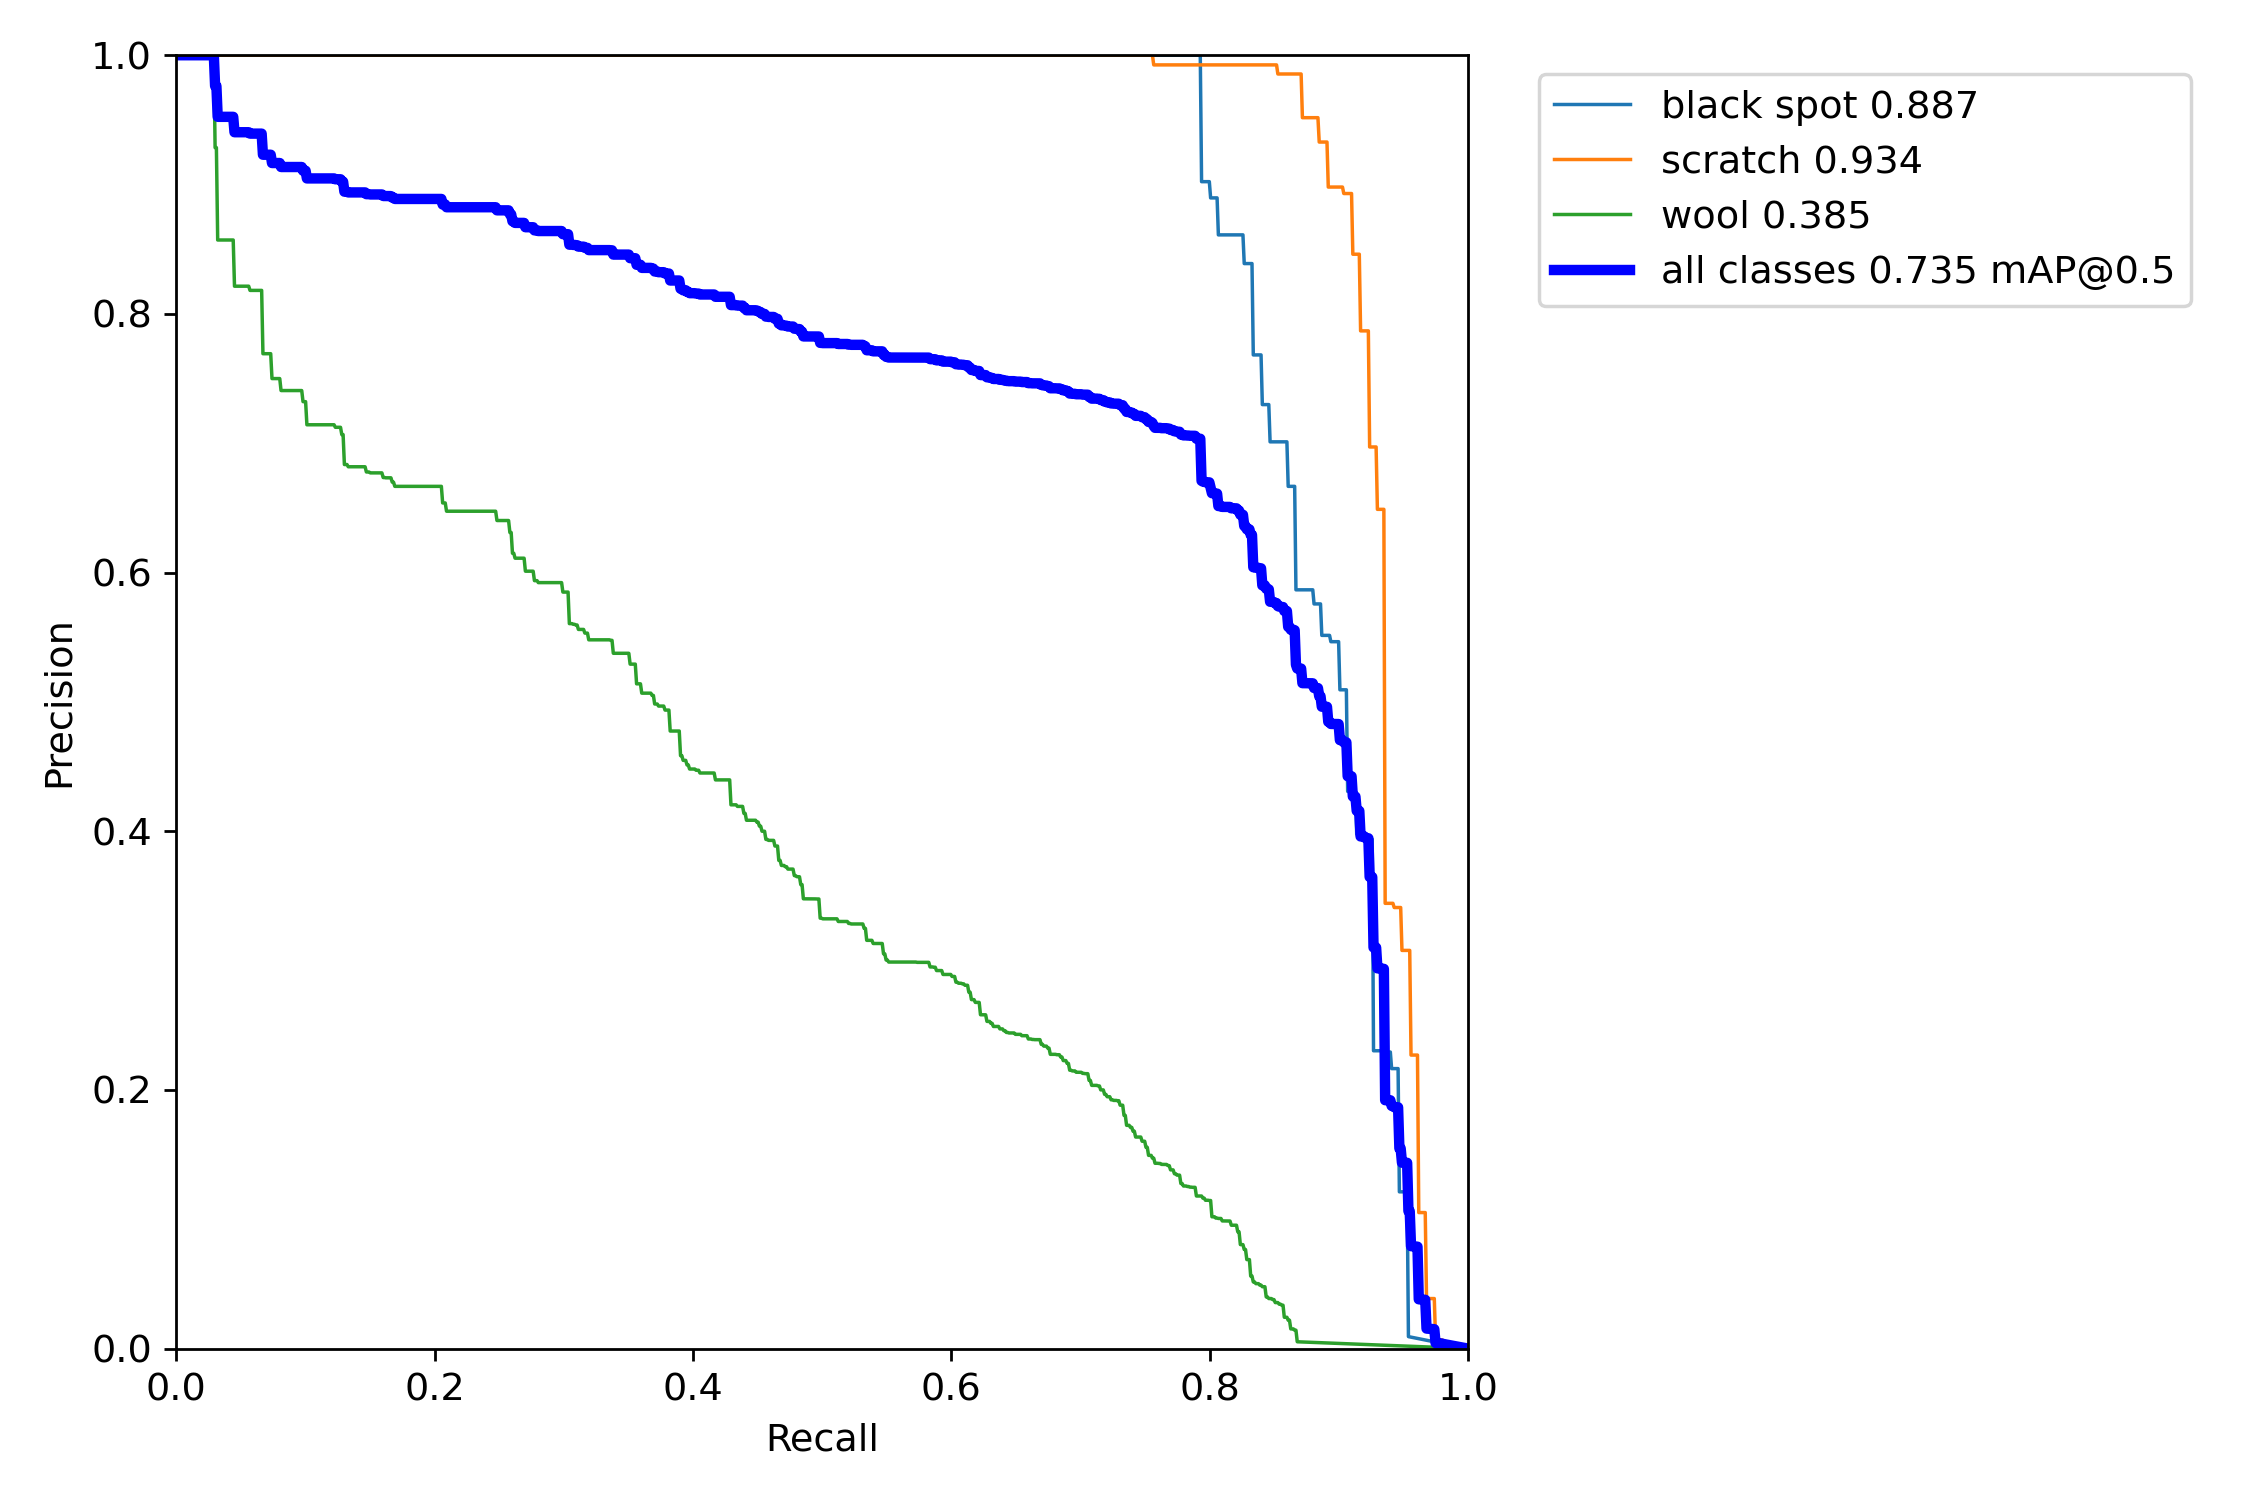 1.0
0.8
0.6
0.4
0.2
0.0
Precision
0.0 0.2 0.4 0.6 0.8 1.0
Recall
black spot 0.887
scratch 0.934
wool 0.385
all classes 0.735 mAP@0.5